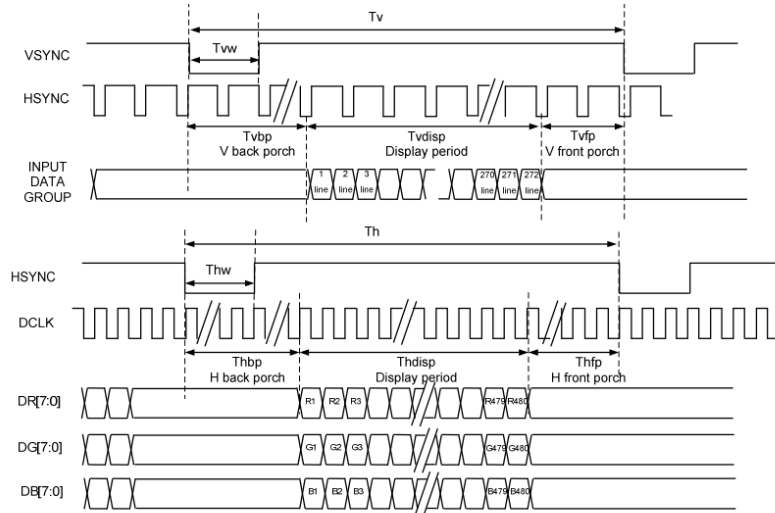 Tv
VSYNC
Tvw
HSYNC
Tvbp
V back porch
Tvdisp
Display period
Tvfp
V front porch
INPUT
DATA
GROUP
1
line
2
line
3
line
270
line
271
line
272
line
Th
HSYNC
Thw
DCLK
Thbp
H back porch
Thdisp
Display period
Thfp
H front porch
DR[7:0]
R1 R2 R3 R479 R480
DG[7:0]
G1 G2 G3 G479 G480
DB[7:0]
B1 B2 B3 B479 B480